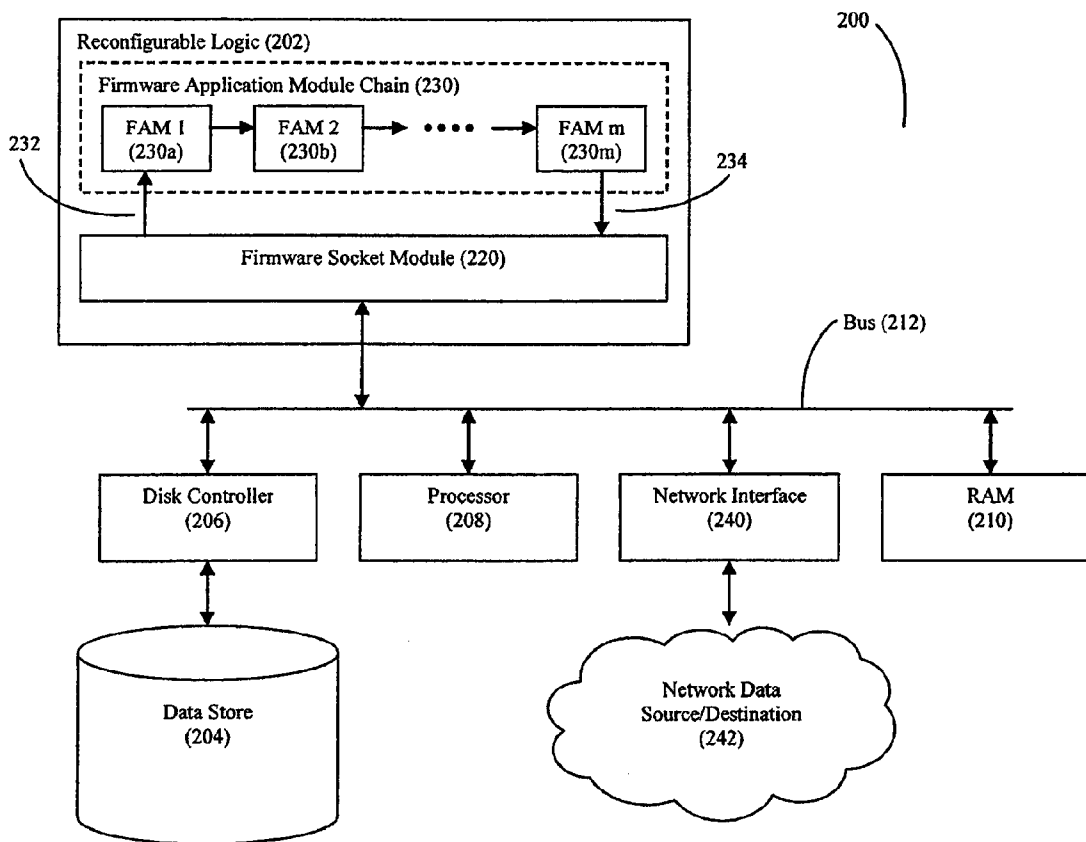 200
Reconfigurable Logic (202)
Firmware Application Module Chain (230)
FAM 1
(230a)
FAM 2
(230b)
FAM m
(230m)
232
234
Firmware Socket Module (220)
Bus (212)
Disk Controller
(206)
Processor
(208)
Network Interface
(240)
RAM
(210)
Data Store
(204)
Network Data
Source/Destination
(242)